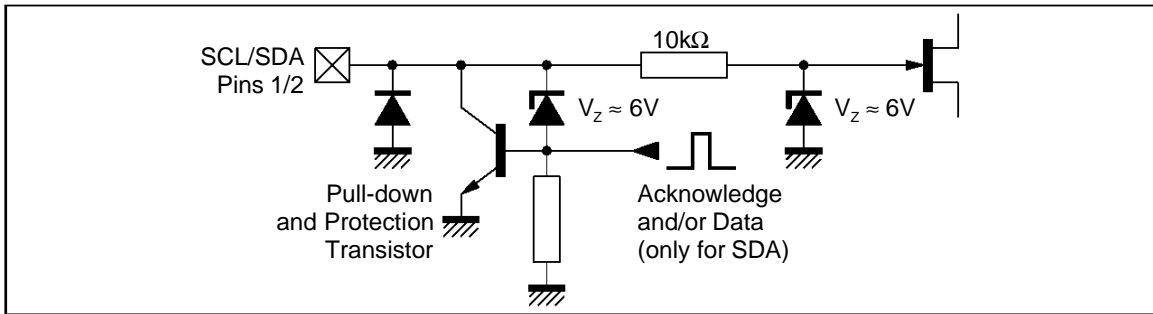 10kΩ
SCL/SDA
Pins 1/2
V_Z ≈ 6V
V_Z ≈ 6V
Pull-down
and Protection
Transistor
Acknowledge
and/or Data
(only for SDA)